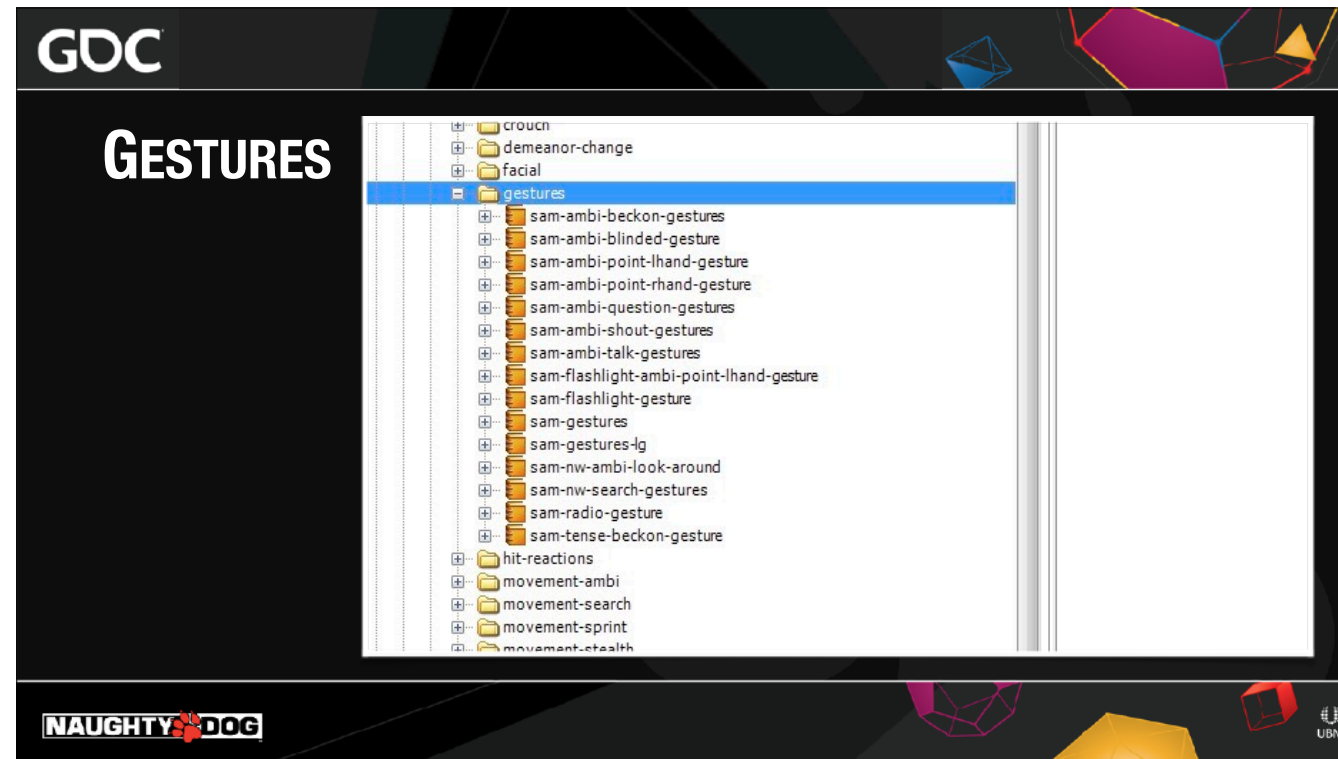 GDC
GESTURES
crouch
demeanor-change
facial
gestures
sam-ambi-beckon-gestures
sam-ambi-blinded-gesture
sam-ambi-point-lhand-gesture
sam-ambi-point-rhand-gesture
sam-ambi-question-gestures
sam-ambi-shout-gestures
sam-ambi-talk-gestures
sam-flashlight-ambi-point-lhand-gesture
sam-flashlight-gesture
sam-gestures
sam-gestures-lg
sam-nw-ambi-look-around
sam-nw-search-gestures
sam-radio-gesture
sam-tense-beckon-gesture
hit-reactions
movement-ambi
movement-search
movement-sprint
movement-stealth
NAUGHTY DOG